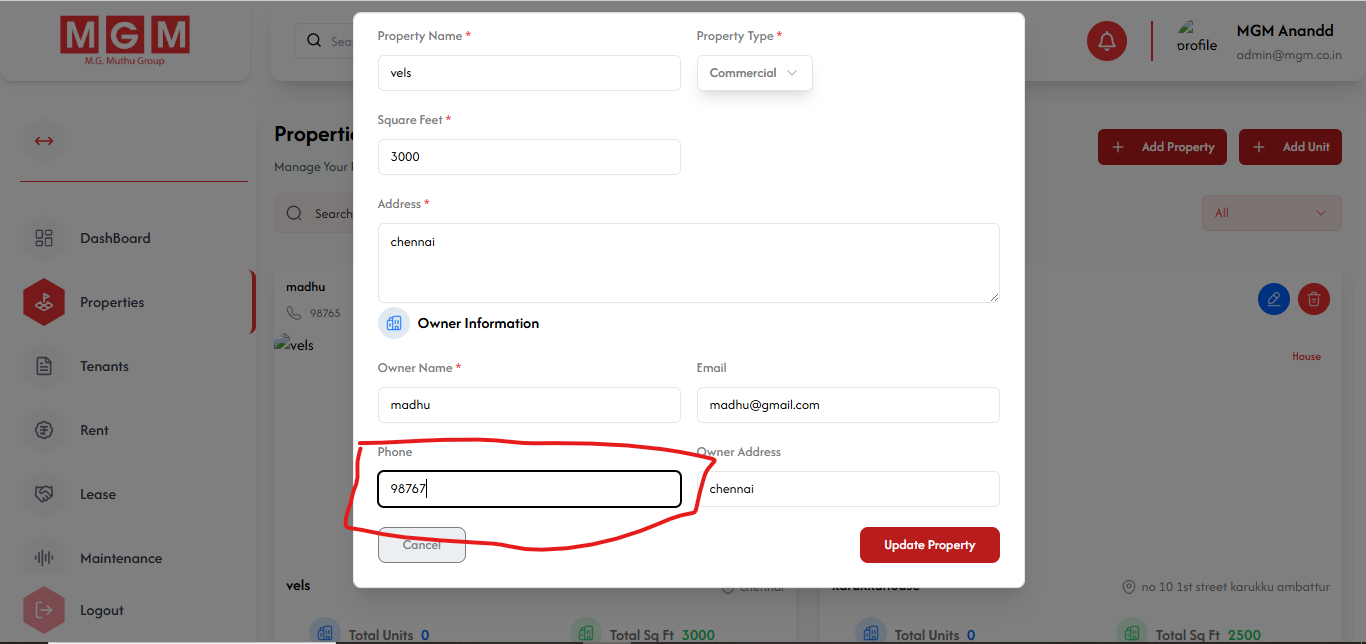 MGM
M.G. Muthu Group
Sea
profile
MGM Anandd
admin@mgm.co.in
Property Name *
Property Type *
vels
Commercial
Square Feet *
3000
Address *
chennai
Owner Information
Owner Name *
Email
madhu
madhu@gmail.com
Phone
Owner Address
98767
chennai
Cancel
Update Property
DashBoard
Properties
Tenants
Rent
Lease
Maintenance
Logout
Manage Your
Add Property
Add Unit
Search
All
madhu
98765
vels
House
vels
chennai
no 10 1st street karukku ambattur
Total Units 0
Total Sq Ft 3000
Total Units 0
Total Sq Ft 2500